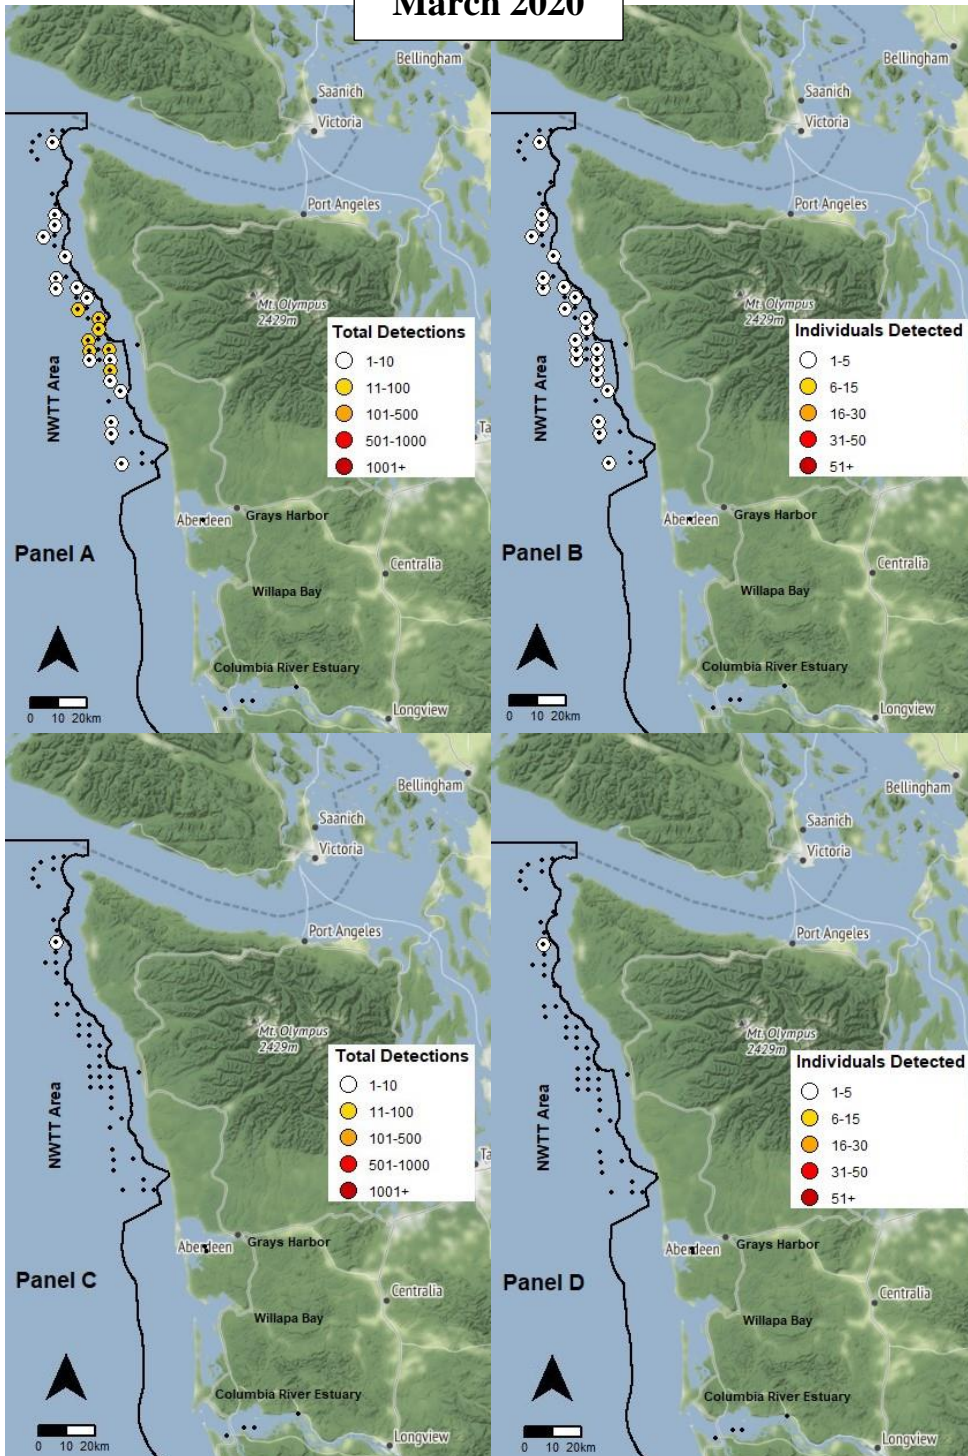 March 2020
Bellingham
Saanich
Victoria
Port Angeles
Mt. Olympus
2429m
Total Detections
1-10
11-100
101-500
501-1000
1001+
NWTT Area
Ta
Aberdeen
Grays Harbor
Panel A
Centralia
Willapa Bay
Columbia River Estuary
Longview
0 10 20km
Bellingham
Saanich
Victoria
Port Angeles
Mt. Olympus
2429m
Individuals Detected
1-5
6-15
16-30
31-50
51+
NWTT Area
Aberdeen
Grays Harbor
Panel B
Centralia
Willapa Bay
Columbia River Estuary
Longview
0 10 20km
Bellingham
Saanich
Victoria
Port Angeles
Mt. Olympus
2429m
Total Detections
1-10
11-100
101-500
501-1000
1001+
NWTT Area
Ta
Aberdeen
Grays Harbor
Panel C
Centralia
Willapa Bay
Columbia River Estuary
Longview
0 10 20km
Bellingham
Saanich
Victoria
Port Angeles
Mt. Olympus
2429m
Individuals Detected
1-5
6-15
16-30
31-50
51+
NWTT Area
Aberdeen
Grays Harbor
Panel D
Centralia
Willapa Bay
Columbia River Estuary
Longview
0 10 20km